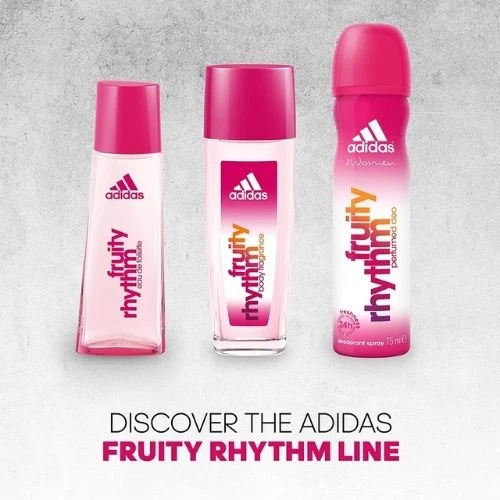 adidas
fruity
rhythm
eau de toilette
adidas
fruity
rhythm
body fragrance
adidas
Women
fruity
rhythm
perfumed deo
freshness
24h
deodorant spray 75 ml e
DISCOVER THE ADIDAS
FRUITY RHYTHM LINE